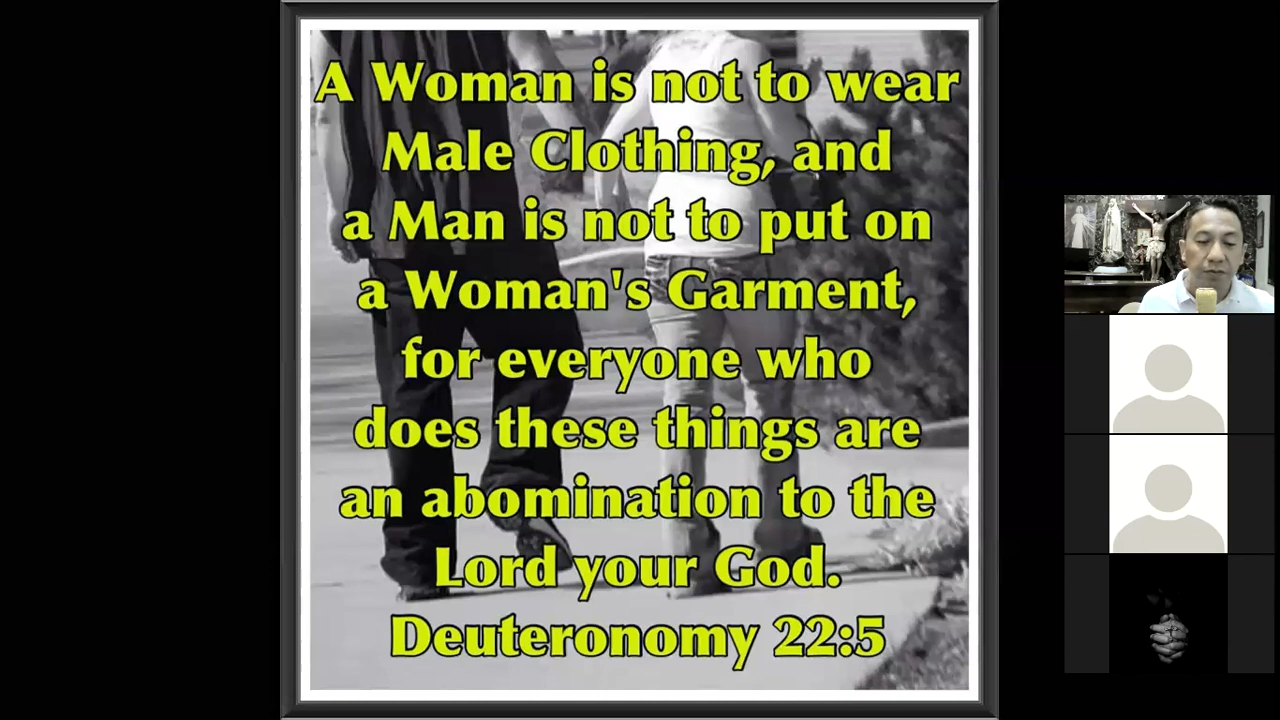 A Woman is not to wear
Male Clothing, and
a Man is not to put on
a Woman's Garment,
for everyone who
does these things are
an abomination to the
Lord your God.
Deuteronomy 22:5